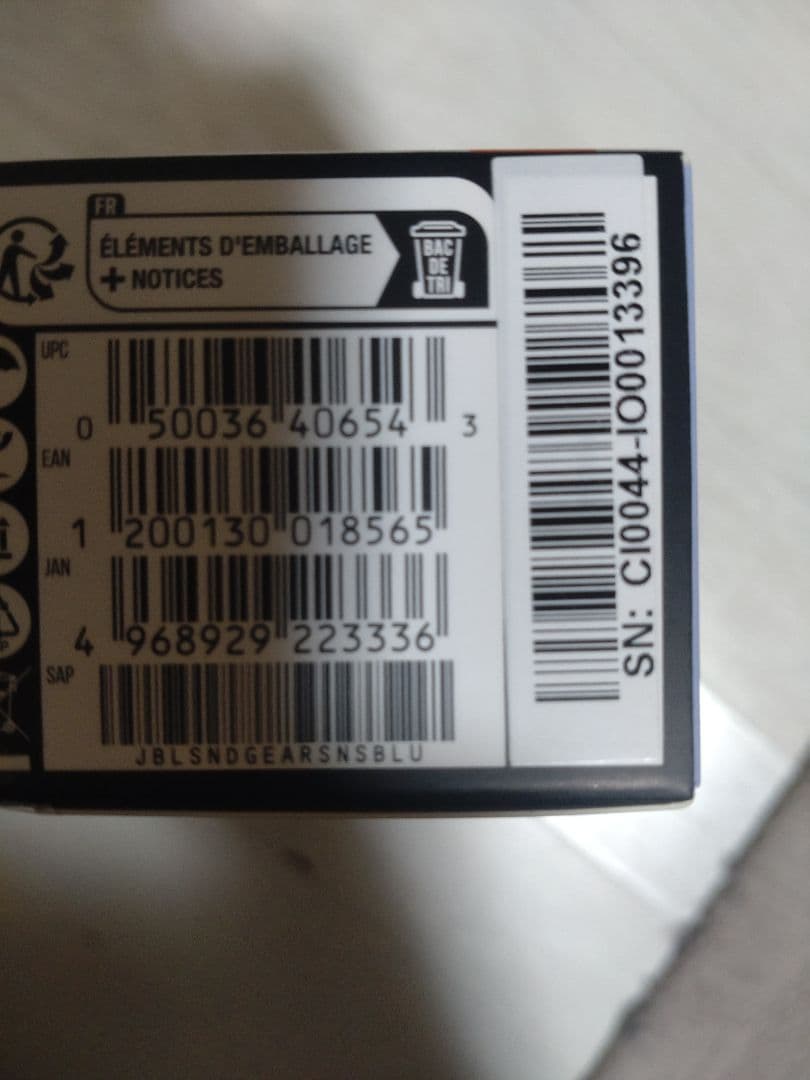 FR
ÉLÉMENTS D'EMBALLAGE
+ NOTICES
BAC
DE
TRI
UPC
0 50036 40654 3
EAN
1 200130 018565
JAN
4 968929 223336
SAP
JBLSNDGEARSNSBLU
SN: CI0044-IO0013396